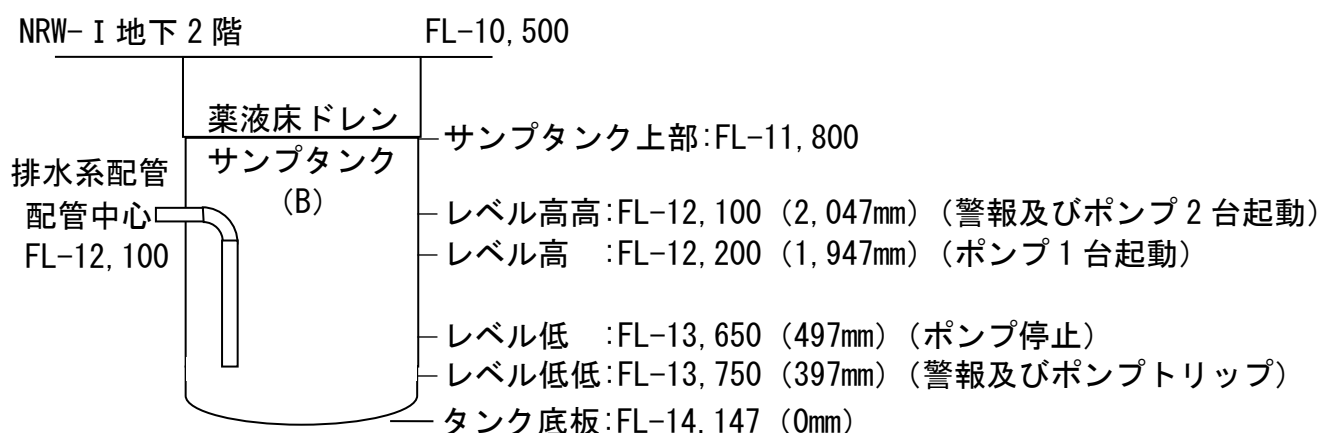 NRW-Ⅰ地下2階 FL-10,500
薬液床ドレン
サンプタンク
(B)
サンプタンク上部:FL-11,800
排水系配管
配管中心
FL-12,100
レベル高高:FL-12,100 (2,047mm) (警報及びポンプ2台起動)
レベル高 :FL-12,200 (1,947mm) (ポンプ1台起動)
レベル低 :FL-13,650 (497mm) (ポンプ停止)
レベル低低:FL-13,750 (397mm) (警報及びポンプトリップ)
タンク底板:FL-14,147 (0mm)